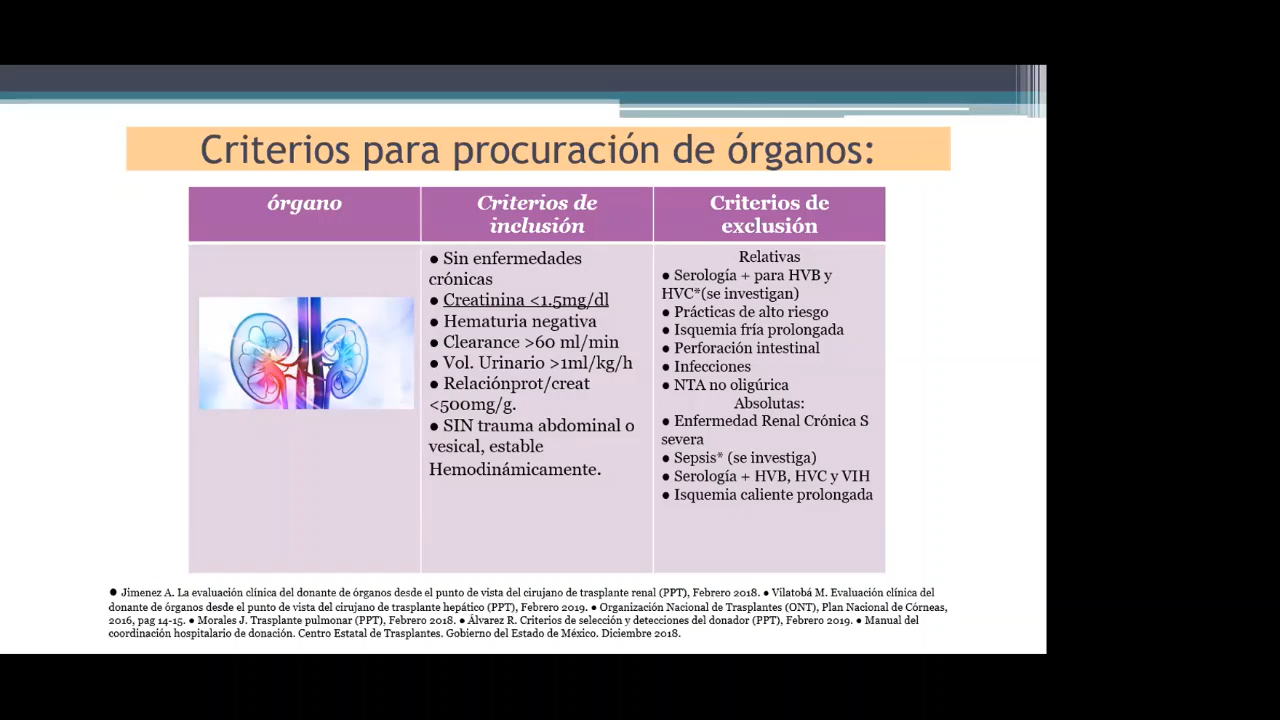 Criterios para procuración de órganos:
órgano
Criterios de
inclusión
Criterios de
exclusión
● Sin enfermedades
crónicas
● Creatinina <1.5mg/dl
● Hematuria negativa
● Clearance >60 ml/min
● Vol. Urinario >1ml/kg/h
● Relaciónprot/creat
<500mg/g.
● SIN trauma abdominal o
vesical, estable
Hemodinámicamente.
Relativas
● Serología + para HVB y
HVC*(se investigan)
● Prácticas de alto riesgo
● Isquemia fría prolongada
● Perforación intestinal
● Infecciones
● NTA no oligúrica
Absolutas:
● Enfermedad Renal Crónica S
severa
● Sepsis* (se investiga)
● Serología + HVB, HVC y VIH
● Isquemia caliente prolongada
● Jimenez A. La evaluación clínica del donante de órganos desde el punto de vista del cirujano de trasplante renal (PPT), Febrero 2018. ● Vilatobá M. Evaluación clínica del
donante de órganos desde el punto de vista del cirujano de trasplante hepático (PPT), Febrero 2019. ● Organización Nacional de Trasplantes (ONT), Plan Nacional de Córneas,
2016, pag 14-15. ● Morales J. Trasplante pulmonar (PPT), Febrero 2018. ● Álvarez R. Criterios de selección y detecciones del donador (PPT), Febrero 2019. ● Manual del
coordinación hospitalario de donación. Centro Estatal de Trasplantes. Gobierno del Estado de México. Diciembre 2018.